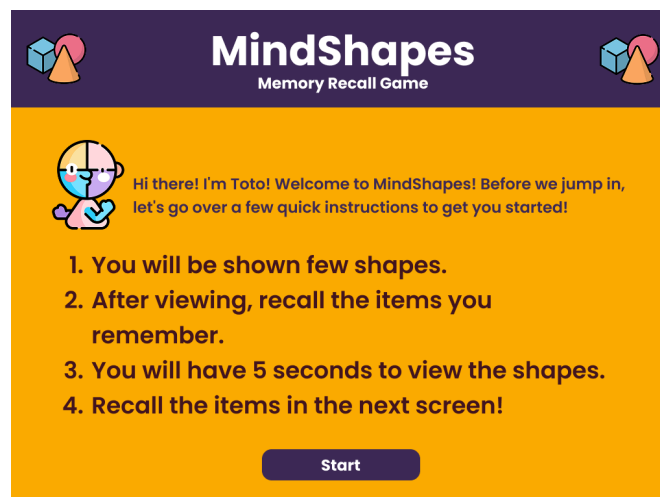 MindShapes
Memory Recall Game
Hi there! I'm Toto! Welcome to MindShapes! Before we jump in,
let's go over a few quick instructions to get you started!
1. You will be shown few shapes.
2. After viewing, recall the items you
remember.
3. You will have 5 seconds to view the shapes.
4. Recall the items in the next screen!
Start